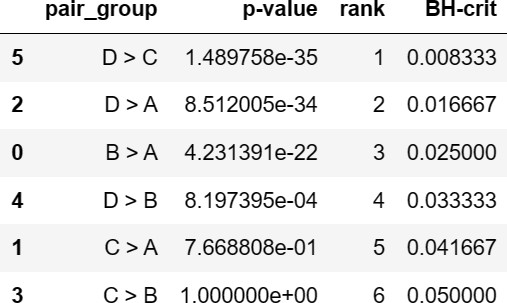 pair_group p-value rank BH-crit
5 D > C 1.489758e-35 1 0.008333
2 D > A 8.512005e-34 2 0.016667
0 B > A 4.231391e-22 3 0.025000
4 D > B 8.197395e-04 4 0.033333
1 C > A 7.668808e-01 5 0.041667
3 C > B 1.000000e+00 6 0.050000